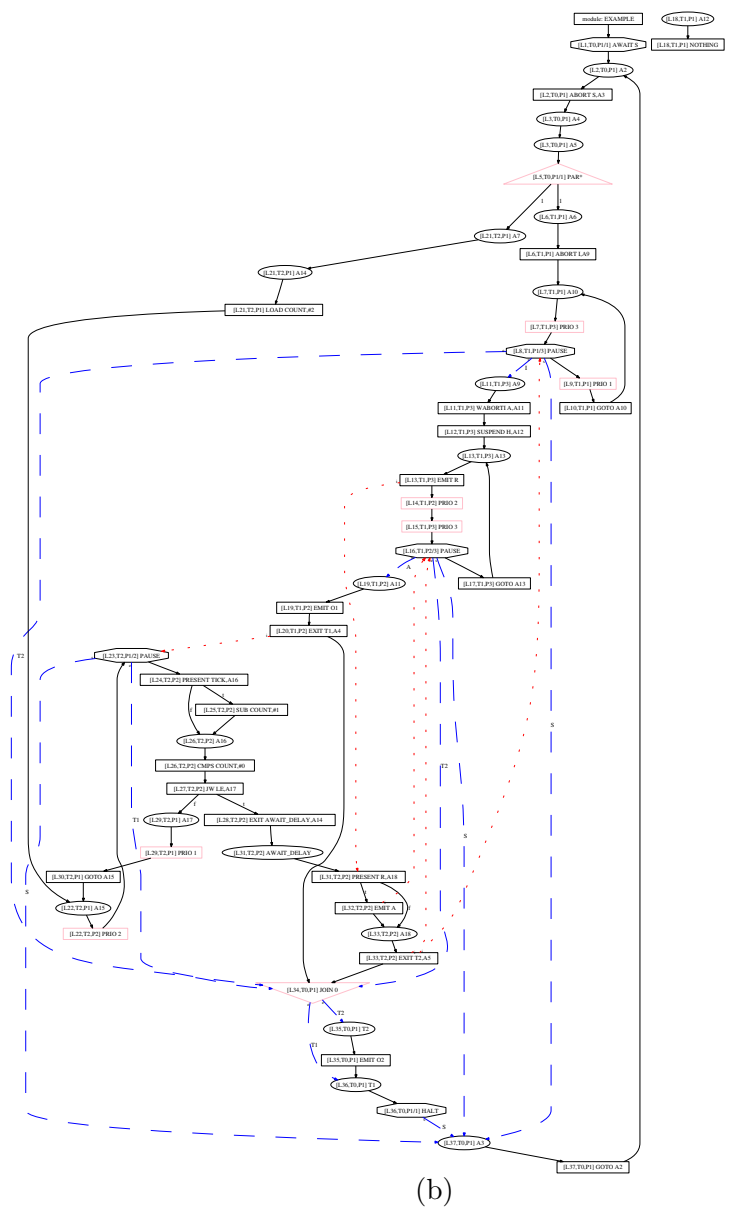 module: EXAMPLE
[L18,T1,P1] A12
[L1,T0,P1/1] AWAIT S
[L18,T1,P1] NOTHING
[L2,T0,P1] A2
[L2,T0,P1] ABORT S,A3
[L3,T0,P1] A4
[L3,T0,P1] A5
[L5,T0,P1/1] PAR*
1
1
[L6,T1,P1] A6
[L21,T2,P1] A7
[L6,T1,P1] ABORT I,A9
[L21,T2,P1] A14
[L7,T1,P1] A10
[L21,T2,P1] LOAD COUNT,#2
[L7,T1,P3] PRIO 3
[L8,T1,P1/3] PAUSE
I
[L11,T1,P3] A9
[L9,T1,P1] PRIO 1
[L11,T1,P3] WABORTI A,A11
[L10,T1,P1] GOTO A10
[L12,T1,P3] SUSPEND H,A12
[L13,T1,P3] A13
[L13,T1,P3] EMIT R
[L14,T1,P2] PRIO 2
[L15,T1,P3] PRIO 3
[L16,T1,P2/3] PAUSE
A
[L19,T1,P2] A11
[L17,T1,P3] GOTO A13
[L19,T1,P2] EMIT O1
[L20,T1,P2] EXIT T1,A4
T2
[L23,T2,P1/2] PAUSE
[L24,T2,P2] PRESENT TICK,A16
t
f
[L25,T2,P2] SUB COUNT,#1
S
[L26,T2,P2] A16
[L26,T2,P2] CMPS COUNT,#0
T2
[L27,T2,P2] JW LE,A17
f
t
[L29,T2,P1] A17
T1
[L28,T2,P2] EXIT AWAIT_DELAY,A14
S
[L29,T2,P1] PRIO 1
[L31,T2,P2] AWAIT_DELAY
[L30,T2,P1] GOTO A15
[L31,T2,P2] PRESENT R,A18
S
t
f
[L22,T2,P1] A15
[L32,T2,P2] EMIT A
[L22,T2,P2] PRIO 2
[L33,T2,P2] A18
[L33,T2,P2] EXIT T2,A5
[L34,T0,P1] JOIN 0
T2
[L35,T0,P1] T2
T1
[L35,T0,P1] EMIT O2
[L36,T0,P1] T1
[L36,T0,P1/1] HALT
S
[L37,T0,P1] A3
[L37,T0,P1] GOTO A2
(b)